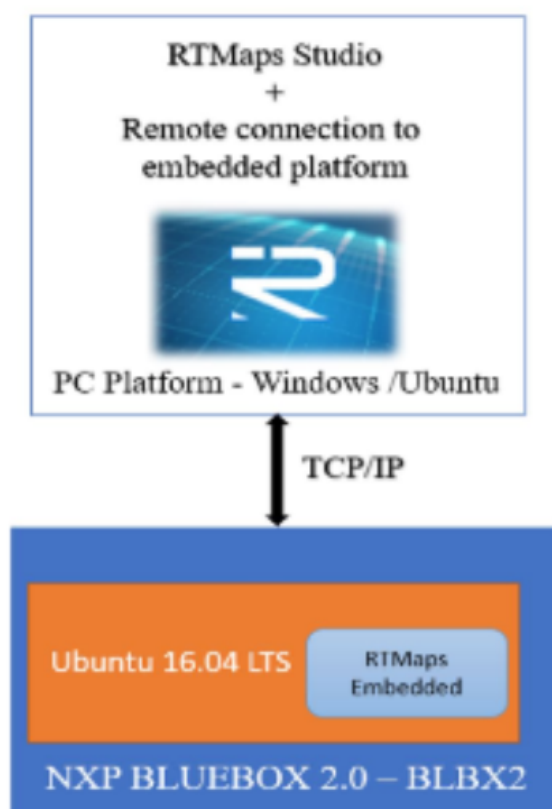 RTMaps Studio
+
Remote connection to
embedded platform
PC Platform - Windows /Ubuntu
TCP/IP
Ubuntu 16.04 LTS
RTMaps
Embedded
NXP BLUEBOX 2.0 – BLBX2